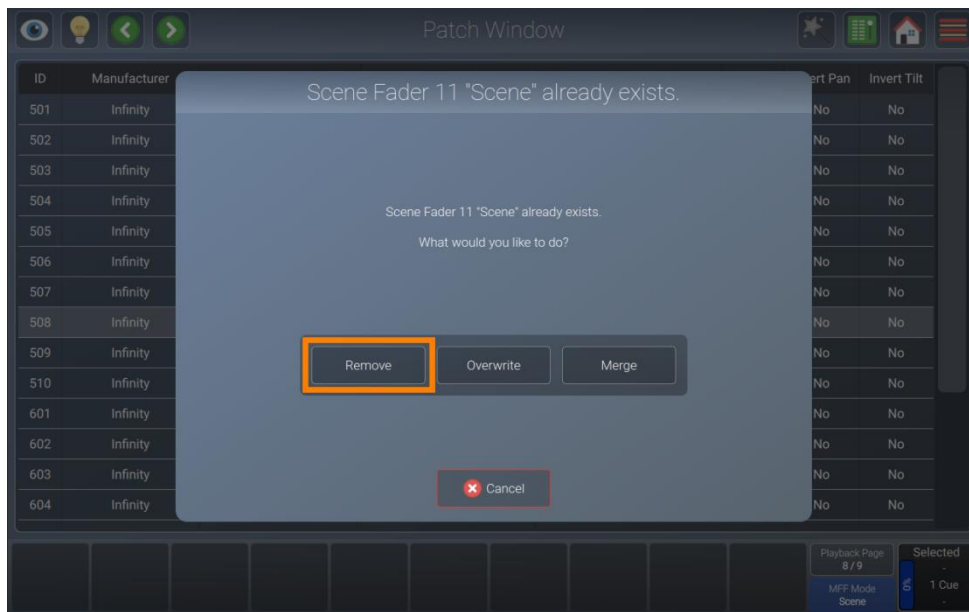 Patch Window
ID Manufacturer ert Pan Invert Tilt
Scene Fader 11 "Scene" already exists.
501 Infinity No No
502 Infinity No No
503 Infinity No No
504 Infinity No No
Scene Fader 11 "Scene" already exists.
505 Infinity No No
What would you like to do?
506 Infinity No No
507 Infinity No No
508 Infinity No No
509 Infinity No No
Remove Overwrite Merge
510 Infinity No No
601 Infinity No No
602 Infinity No No
603 Infinity No No
Cancel
604 Infinity No No
Playback Page
8 / 9
MFF Mode
Scene
Selected
-
1 Cue
-